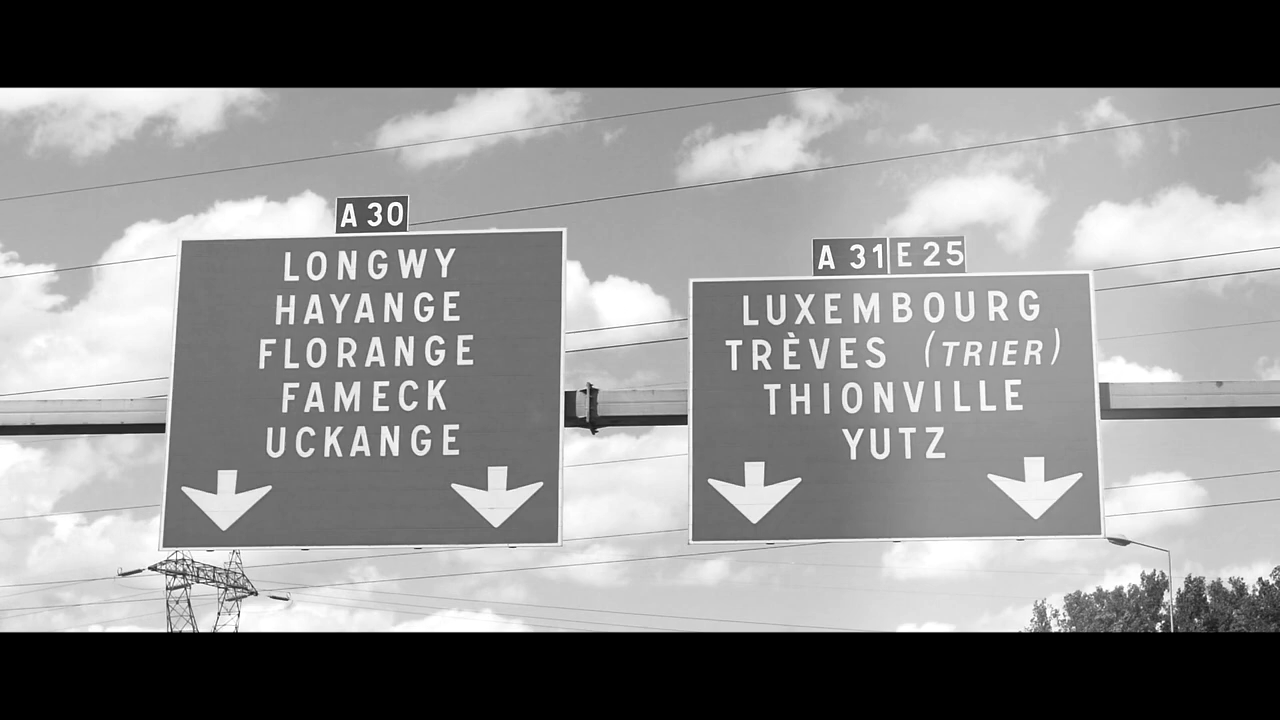 A 30
LONGWY
HAYANGE
FLORANGE
FAMECK
UCKANGE
A 31 E 25
LUXEMBOURG
TRÈVES (TRIER)
THIONVILLE
YUTZ